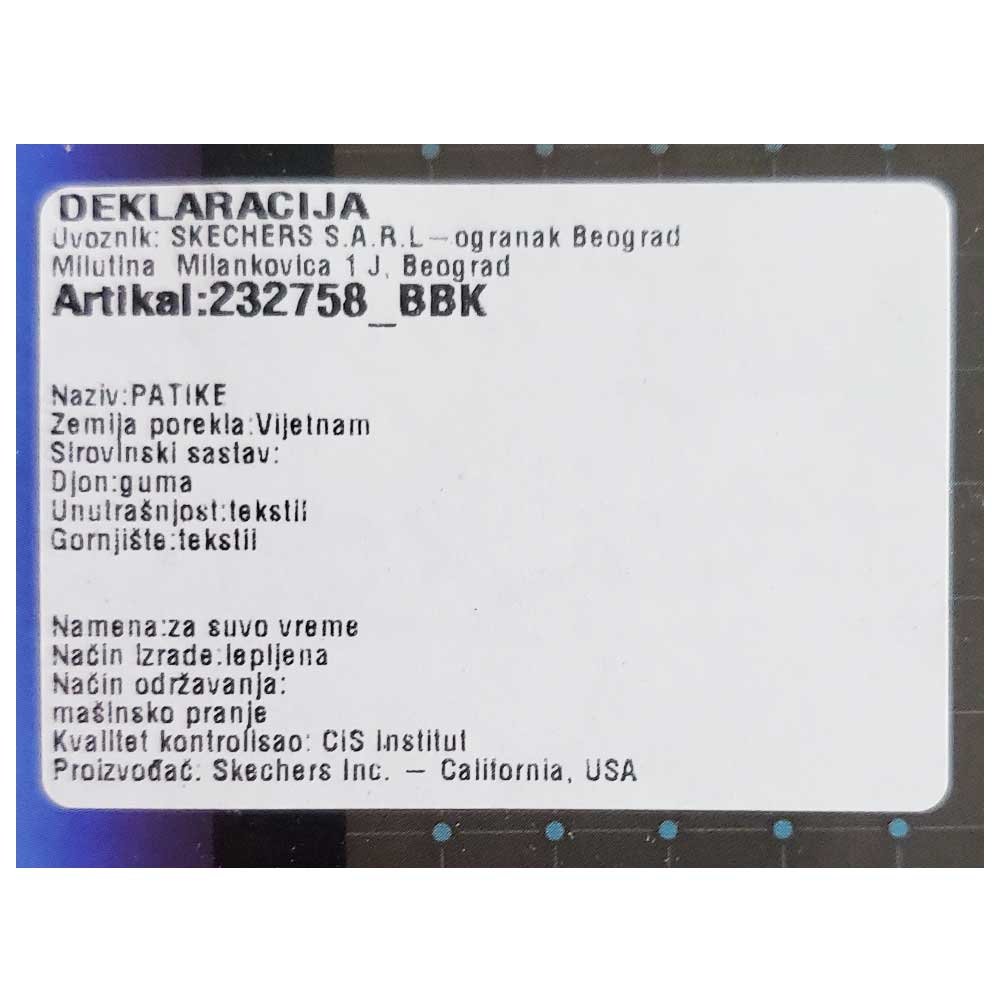 DEKLARACIJA
Uvoznik: SKECHERS S.A.R.L–ogranak Beograd
Milutina Milankovica 1 J, Beograd
Artikal:232758_BBK
Naziv:PATIKE
Zemlja porekla:Vijetnam
Sirovinski sastav:
Djon:guma
Unutrašnjost:tekstil
Gornjište:tekstil
Namena:za suvo vreme
Način izrade:lepljena
Način održavanja:
mašinsko pranje
Kvalitet kontrolisao: CIS Institut
Proizvođač: Skechers Inc. – California, USA